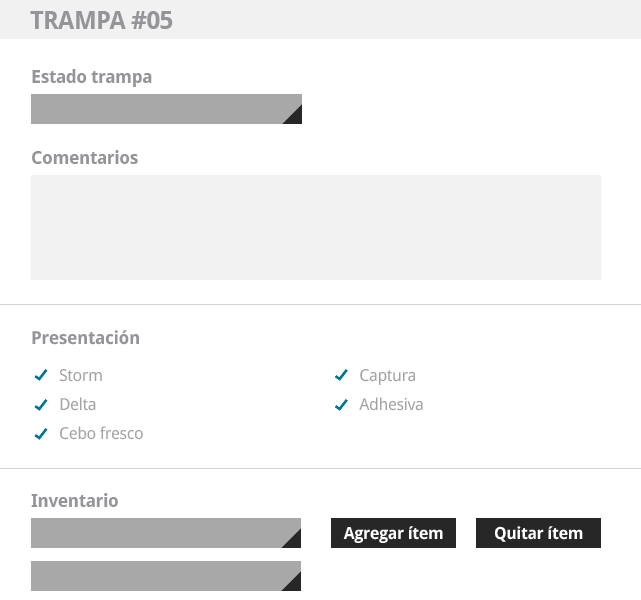 TRAMPA #05
Estado trampa
Comentarios
Presentación
Storm
Captura
Delta
Adhesiva
Cebo fresco
Inventario
Agregar ítem
Quitar ítem